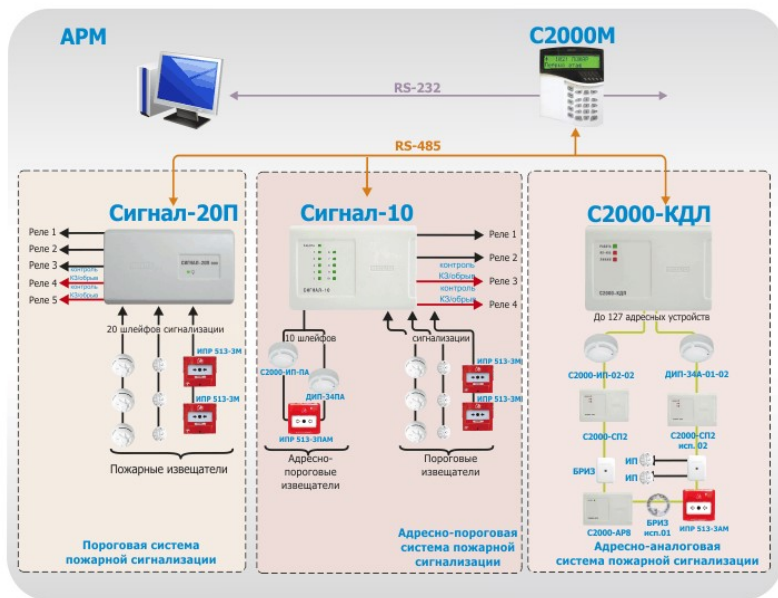 АРМ
С2000М
RS-232
RS-485
Сигнал-20П
Реле 1
Реле 2
Реле 3
контроль
КЗ/обрыв
Реле 4
контроль
КЗ/обрыв
Реле 5
20 шлейфов сигнализации
ИПР 513-3М
ИПР 513-3М
Пожарные извещатели
Пороговая система
пожарной сигнализации
Сигнал-10
СИГНАЛ-10
Реле 1
Реле 2
контроль
КЗ/обрыв
Реле 3
контроль
КЗ/обрыв
Реле 4
10 шлейфов
сигнализации
С2000-ИП-ПА
ДИП-34ПА
ИПР 513-3ПАМ
ИПР 513-3М
ИПР 513-3М
Адресно-
пороговые
извещатели
Пороговые
извещатели
Адресно-пороговая
система пожарной
сигнализации
С2000-КДЛ
С2000-КДЛ
До 127 адресных устройств
С2000-ИП-02-02
ДИП-34А-01-02
С2000-СП2
С2000-СП2
исп.02
БРИЗ
ИП
ИП
С2000-АР8
БРИЗ
исп.01
ИПР 513-3АМ
Адресно-аналоговая
система пожарной сигнализации